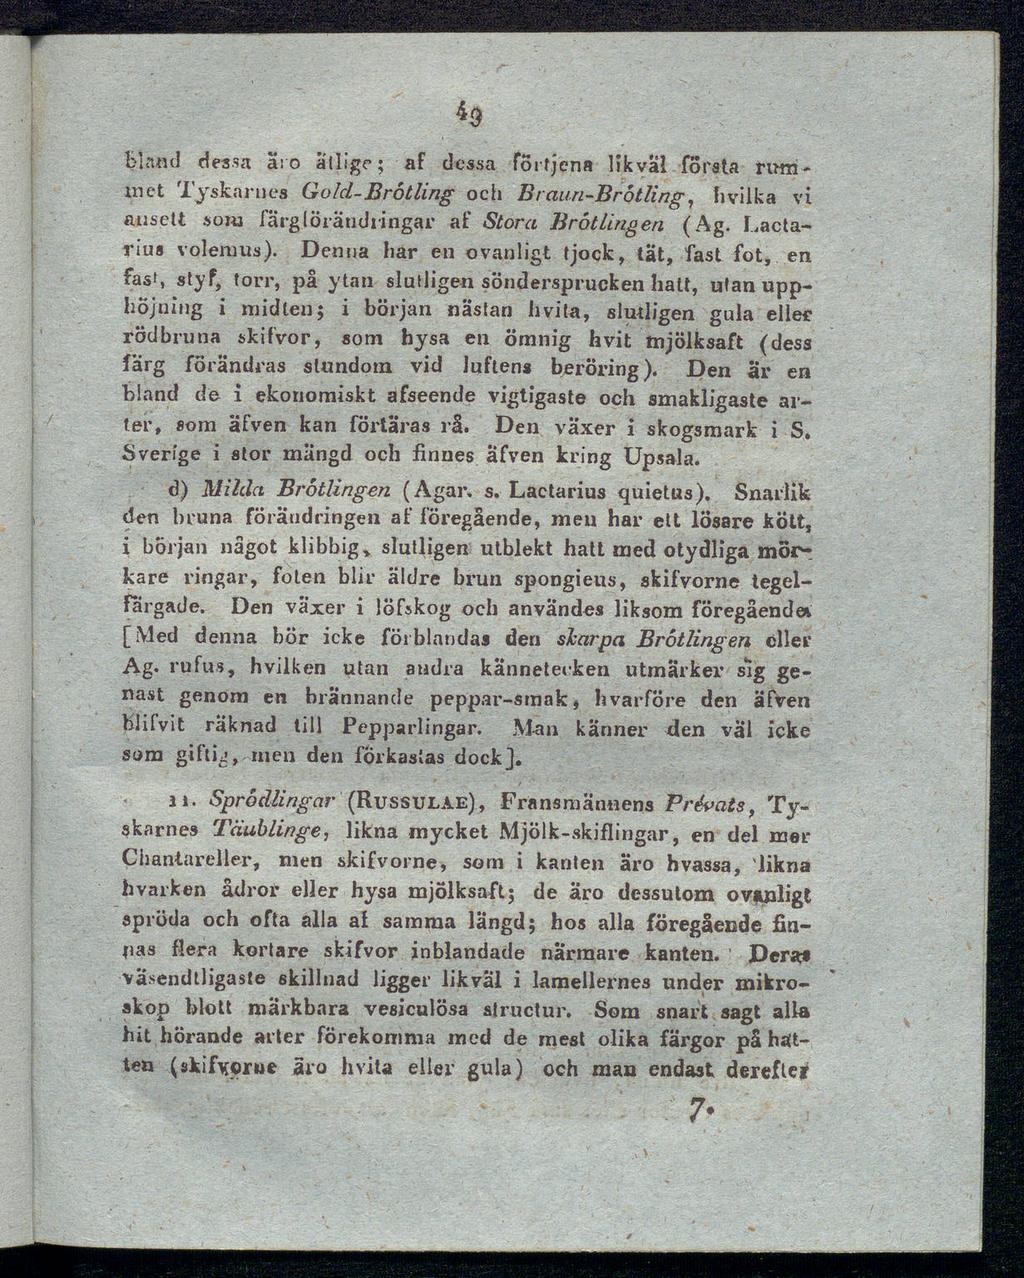 49
bland dessa äro ätlige; af dessa förtjena likväl första rum-
met Tyskarnes Gold-Brötling och Braun-Brötling, hvilka vi
ansett som färgförändringar af Stora Brötlingen (Ag. Lacta-
rius volemus). Denna har en ovanligt tjock, tät, fast fot, en
fast, styf, torr, på ytan slutligen söndersprucken hatt, utan upp-
höjning i midten; i början nästan hvita, slutligen gula eller
rödbruna skifvor, som hysa en ömnig hvit mjölksaft (dess
färg förändras stundom vid luftens beröring). Den är en
bland de i ekonomiskt afseende vigtigaste och smakligaste ar-
ter, som äfven kan förtäras rå. Den växer i skogsmark i S.
Sverige i stor mängd och finnes äfven kring Upsala.
d) Milda Brötlingen (Agar. s. Lactarius quietus). Snarlik
den bruna förändringen af föregående, men har ett lösare kött,
i början något klibbig, slutligen utblekt hatt med otydliga mör-
kare ringar, foten blir äldre brun spongieus, skifvorne tegel-
färgade. Den växer i löfskog och användes liksom föregående.
[Med denna bör icke förblandas den skarpa Brötlingen eller
Ag. rufus, hvilken utan andra kännetecken utmärker sig ge-
nast genom en brännande peppar-smak, hvarföre den äfven
blifvit räknad till Pepparlingar. Man känner den väl icke
som giftig, men den förkastas dock].
11. Sprödlingar (RUSSULAE), Fransmännens Prévats, Ty-
skarnes Täublinge, likna mycket Mjölk-skiflingar, en del mer
Chantareller, men skifvorne, som i kanten äro hvassa, likna
hvarken ådror eller hysa mjölksaft; de äro dessutom ovanligt
spröda och ofta alla af samma längd; hos alla föregående fin-
nas flera kortare skifvor inblandade närmare kanten. Deras
väsendtligaste skillnad ligger likväl i lamellernes under mikro-
skop blott märkbara vesiculösa structur. Som snart sagt alla
hit hörande arter förekomma med de mest olika färgor på hat-
ten (skifvorne äro hvita eller gula) och man endast derefter
7.